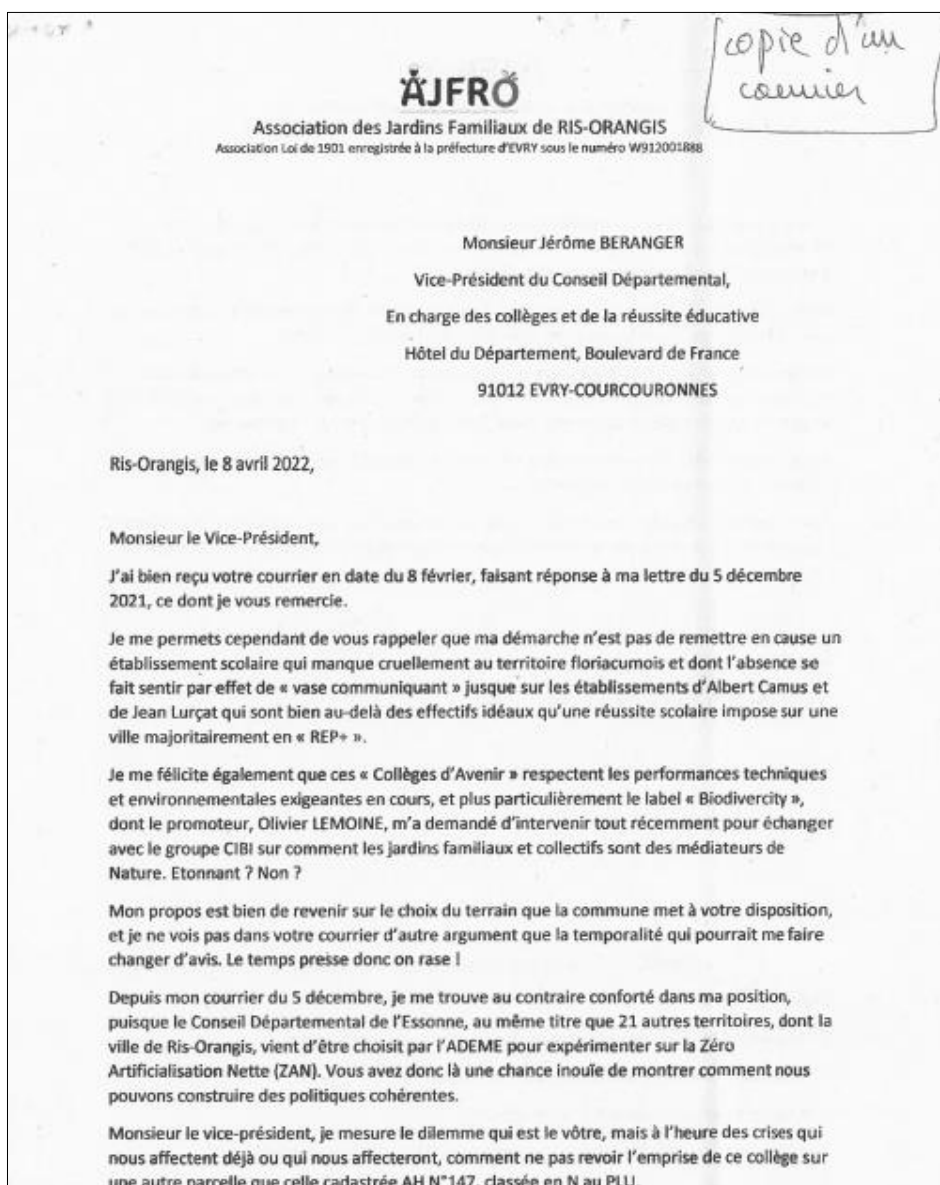 copie d'un
courrier
AJFRO
Association des Jardins Familiaux de RIS-ORANGIS
Association Loi de 1901 enregistrée à la préfecture d'EVRY sous le numéro W912001888
Monsieur Jérôme BERANGER
Vice-Président du Conseil Départemental,
En charge des collèges et de la réussite éducative
Hôtel du Département, Boulevard de France
91012 EVRY-COURCOURONNES
Ris-Orangis, le 8 avril 2022,
Monsieur le Vice-Président,
J'ai bien reçu votre courrier en date du 8 février, faisant réponse à ma lettre du 5 décembre
2021, ce dont je vous remercie.
Je me permets cependant de vous rappeler que ma démarche n'est pas de remettre en cause un
établissement scolaire qui manque cruellement au territoire floriacumois et dont l'absence se
fait sentir par effet de « vase communiquant » jusque sur les établissements d'Albert Camus et
de Jean Lurçat qui sont bien au-delà des effectifs idéaux qu'une réussite scolaire impose sur une
ville majoritairement en « REP+ ».
Je me félicite également que ces « Collèges d'Avenir » respectent les performances techniques
et environnementales exigeantes en cours, et plus particulièrement le label « Biodivercity »,
dont le promoteur, Olivier LEMOINE, m'a demandé d'intervenir tout récemment pour échanger
avec le groupe CIBI sur comment les jardins familiaux et collectifs sont des médiateurs de
Nature. Etonnant ? Non ?
Mon propos est bien de revenir sur le choix du terrain que la commune met à votre disposition,
et je ne vois pas dans votre courrier d'autre argument que la temporalité qui pourrait me faire
changer d'avis. Le temps presse donc on rase !
Depuis mon courrier du 5 décembre, je me trouve au contraire conforté dans ma position,
puisque le Conseil Départemental de l'Essonne, au même titre que 21 autres territoires, dont la
ville de Ris-Orangis, vient d'être choisit par l'ADEME pour expérimenter sur la Zéro
Artificialisation Nette (ZAN). Vous avez donc là une chance inouïe de montrer comment nous
pouvons construire des politiques cohérentes.
Monsieur le vice-président, je mesure le dilemme qui est le vôtre, mais à l'heure des crises qui
nous affectent déjà ou qui nous affecteront, comment ne pas revoir l'emprise de ce collège sur
une autre parcelle que celle cadastrée AH N°147, classée en N au PLU.